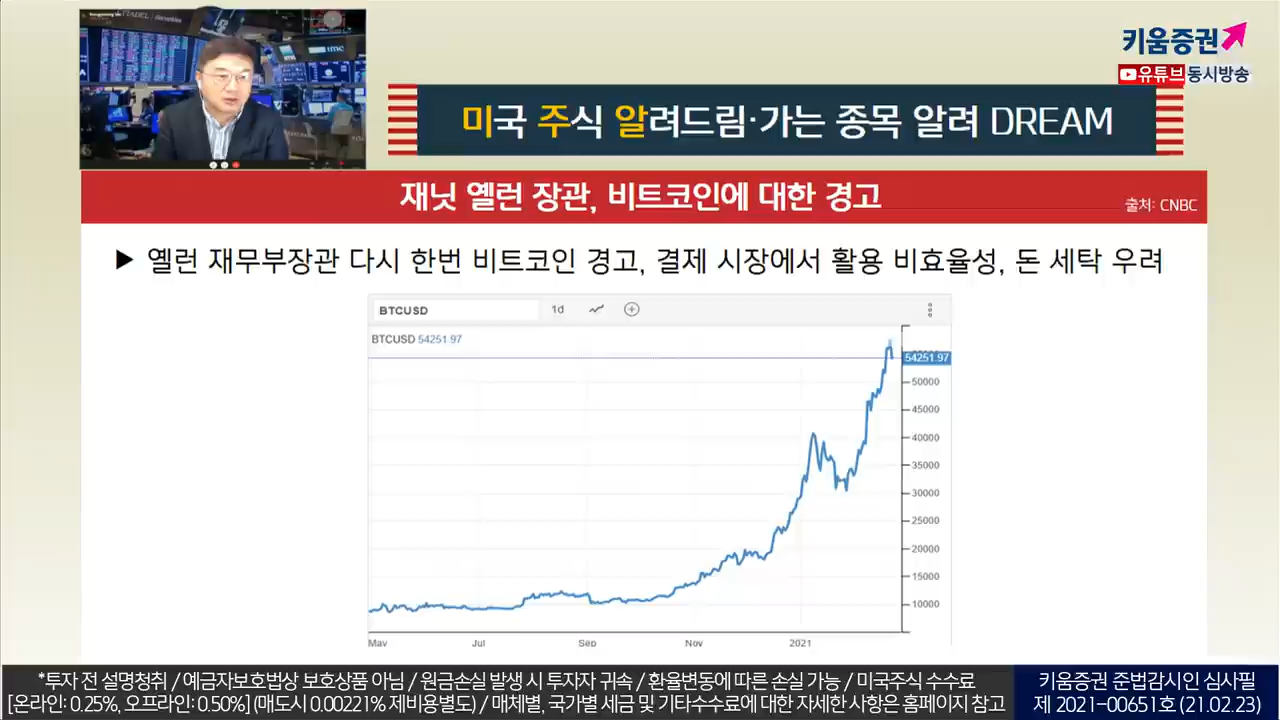 키움증권
유튜브동시방송
미국 주식 알려드림·가는 종목 알려 DREAM
재닛 옐런 장관, 비트코인에 대한 경고
출처: CNBC
▶ 옐런 재무부장관 다시 한번 비트코인 경고, 결제 시장에서 활용 비효율성, 돈 세탁 우려
BTCUSD 1d
BTCUSD 54251.97
54251.97
50000
45000
40000
35000
30000
25000
20000
15000
10000
May Jul Sep Nov 2021
*투자 전 설명청취 / 예금자보호법상 보호상품 아님 / 원금손실 발생 시 투자자 귀속 / 환율변동에 따른 손실 가능 / 미국주식 수수료
[온라인: 0.25%, 오프라인: 0.50%] (매도시 0.00221% 제비용별도) / 매체별, 국가별 세금 및 기타수수료에 대한 자세한 사항은 홈페이지 참고
키움증권 준법감시인 심사필
제 2021-00651호 (21.02.23)